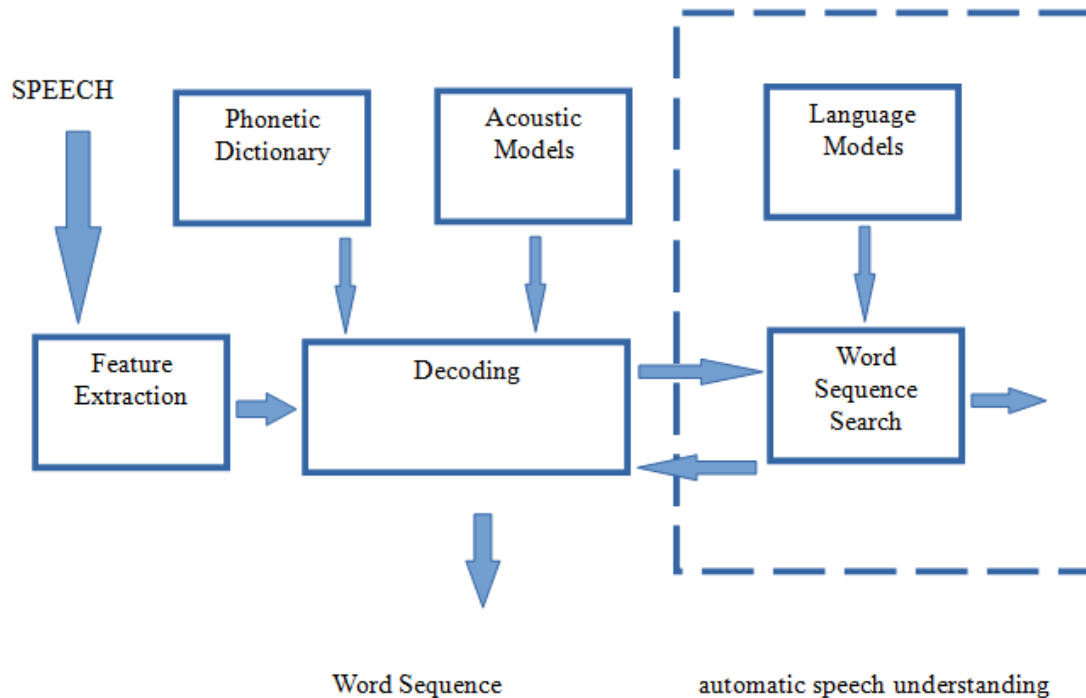 SPEECH
Phonetic
Dictionary
Acoustic
Models
Language
Models
Feature
Extraction
Decoding
Word
Sequence
Search
Word Sequence
automatic speech understanding